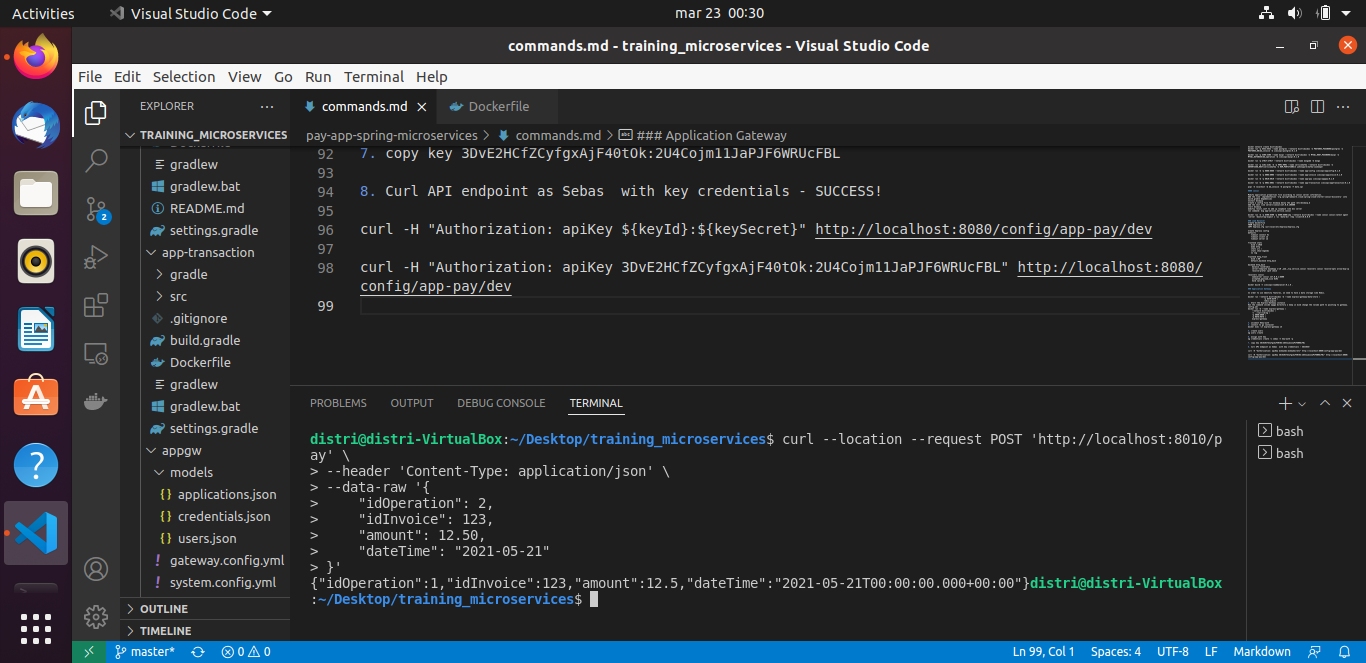 Activities
Visual Studio Code
mar 23 00:30
commands.md - training_microservices - Visual Studio Code
File Edit Selection View Go Run Terminal Help
EXPLORER ···
commands.md
Dockerfile
TRAINING_MICROSERVICES
pay-app-spring-microservices > commands.md > ### Application Gateway
gradlew
gradlew.bat
README.md
settings.gradle
app-transaction
gradle
src
.gitignore
build.gradle
Dockerfile
gradlew
gradlew.bat
settings.gradle
appgw
models
applications.json
credentials.json
users.json
gateway.config.yml
system.config.yml
OUTLINE
TIMELINE
2
92 7. copy key 3DvE2HCfZCyfgxAjF40tOk:2U4Cojm11JaPJF6WRUcFBL
93
94 8. Curl API endpoint as Sebas  with key credentials - SUCCESS!
95
96 curl -H "Authorization: apiKey ${keyId}:${keySecret}" http://localhost:8080/config/app-pay/dev
97
98 curl -H "Authorization: apiKey 3DvE2HCfZCyfgxAjF40tOk:2U4Cojm11JaPJF6WRUcFBL" http://localhost:8080/
config/app-pay/dev
99
PROBLEMS OUTPUT DEBUG CONSOLE TERMINAL
distri@distri-VirtualBox:~/Desktop/training_microservices$ curl --location --request POST 'http://localhost:8010/p
ay' \
> --header 'Content-Type: application/json' \
> --data-raw '{
>     "idOperation": 2,
>     "idInvoice": 123,
>     "amount": 12.50,
>     "dateTime": "2021-05-21"
> }'
{"idOperation":1,"idInvoice":123,"amount":12.5,"dateTime":"2021-05-21T00:00:00.000+00:00"}distri@distri-VirtualBox
:~/Desktop/training_microservices$
bash
bash
master* 0 0 Ln 99, Col 1 Spaces: 4 UTF-8 LF Markdown